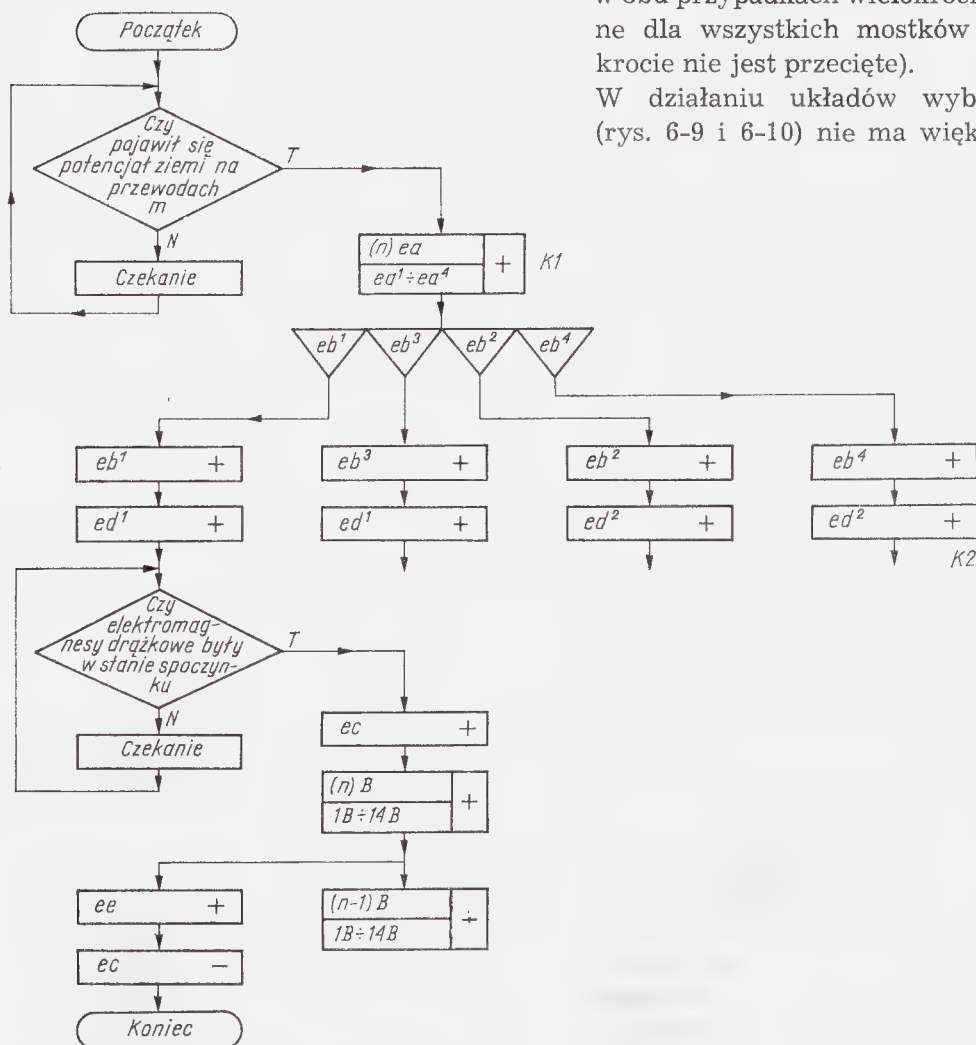 w obu przypadkach wielokroci
ne dla wszystkich mostków
krocie nie jest przecięte).
W działaniu układów wyb
(rys. 6-9 i 6-10) nie ma więk
Początek
Czy
pojawił się
potencjał ziemi na
przewodach
m
T
N
Czekanie
(n) ea
ea¹÷ea⁴
+
K1
eb¹
eb³
eb²
eb⁴
eb¹ +
eb³ +
eb² +
eb⁴ +
ed¹ +
ed¹ +
ed² +
ed² +
K2
Czy
elektromag-
nesy drążkowe były
w stanie spoczyn-
ku
T
N
Czekanie
ec +
(n) B
1B÷14B
+
ee +
(n-1) B
1B÷14B
+
ec −
Koniec